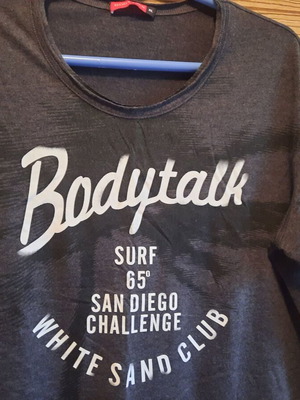 Bodytalk
SURF
65°
SAN DIEGO
CHALLENGE
WHITE SAND CLUB